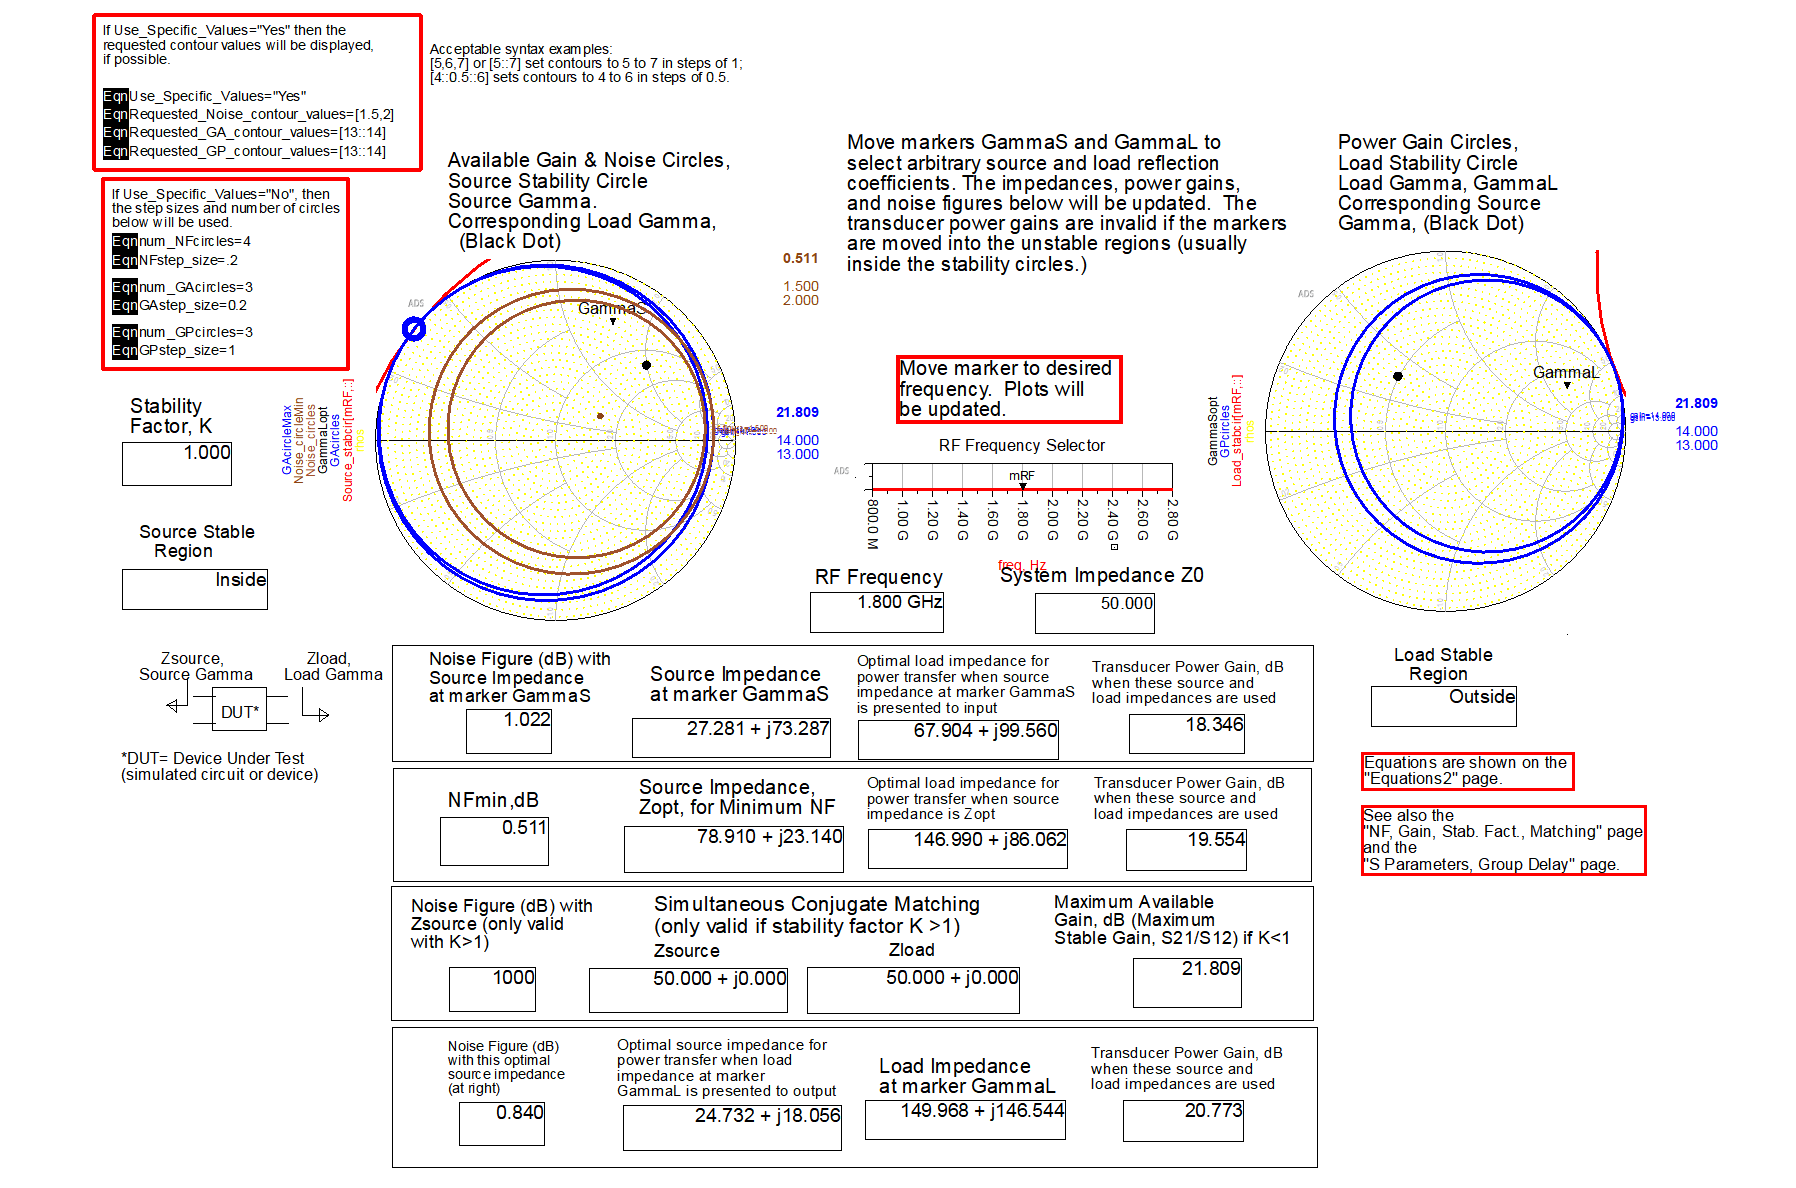 If Use_Specific_Values="Yes" then the
requested contour values will be displayed,
if possible.
Eqn Use_Specific_Values="Yes"
Eqn Requested_Noise_contour_values=[1.5,2]
Eqn Requested_GA_contour_values=[13::14]
Eqn Requested_GP_contour_values=[13::14]
Acceptable syntax examples:
[5,6,7] or [5::7] set contours to 5 to 7 in steps of 1;
[4::0.5::6] sets contours to 4 to 6 in steps of 0.5.
If Use_Specific_Values="No", then
the step sizes and number of circles
below will be used.
Eqn num_NFcircles=4
Eqn NFstep_size=.2
Eqn num_GAcircles=3
Eqn GAstep_size=0.2
Eqn num_GPcircles=3
Eqn GPstep_size=1
Available Gain & Noise Circles,
Source Stability Circle
Source Gamma.
Corresponding Load Gamma,
(Black Dot)
Move markers GammaS and GammaL to
select arbitrary source and load reflection
coefficients. The impedances, power gains,
and noise figures below will be updated. The
transducer power gains are invalid if the markers
are moved into the unstable regions (usually
inside the stability circles.)
Power Gain Circles,
Load Stability Circle
Load Gamma, GammaL
Corresponding Source
Gamma, (Black Dot)
ADS
GammaS
0.511
1.500
2.000
21.809
14.000
13.000
GAcircleMax
Noise_circleMin
Noise_circles
GammaLopt
GAcircles
Source_stabcir[mRF,::]
rhos
Stability
Factor, K
1.000
Source Stable
Region
Inside
Move marker to desired
frequency. Plots will
be updated.
RF Frequency Selector
ADS
mRF
800.0 M
1.00 G
1.20 G
1.40 G
1.60 G
1.80 G
2.00 G
2.20 G
2.40 G
2.60 G
2.80 G
freq, Hz
RF Frequency
1.800 GHz
System Impedance Z0
50.000
ADS
GammaL
GammaSopt
GPcircles
Load_stabcir[mRF,::]
rhos
gain=14.000
gain=13.000
21.809
14.000
13.000
Load Stable
Region
Outside
Zsource,
Source Gamma
Zload,
Load Gamma
DUT*
*DUT= Device Under Test
(simulated circuit or device)
Noise Figure (dB) with
Source Impedance
at marker GammaS
1.022
Source Impedance
at marker GammaS
27.281 + j73.287
Optimal load impedance for
power transfer when source
impedance at marker GammaS
is presented to input
67.904 + j99.560
Transducer Power Gain, dB
when these source and
load impedances are used
18.346
NFmin,dB
0.511
Source Impedance,
Zopt, for Minimum NF
78.910 + j23.140
Optimal load impedance for
power transfer when source
impedance is Zopt
146.990 + j86.062
Transducer Power Gain, dB
when these source and
load impedances are used
19.554
Noise Figure (dB) with
Zsource (only valid
with K>1)
1000
Simultaneous Conjugate Matching
(only valid if stability factor K >1)
Zsource
50.000 + j0.000
Zload
50.000 + j0.000
Maximum Available
Gain, dB (Maximum
Stable Gain, S21/S12) if K<1
21.809
Noise Figure (dB)
with this optimal
source impedance
(at right)
0.840
Optimal source impedance for
power transfer when load
impedance at marker
GammaL is presented to output
24.732 + j18.056
Load Impedance
at marker GammaL
149.968 + j146.544
Transducer Power Gain, dB
when these source and
load impedances are used
20.773
Equations are shown on the
"Equations2" page.
See also the
"NF, Gain, Stab. Fact., Matching" page
and the
"S Parameters, Group Delay" page.